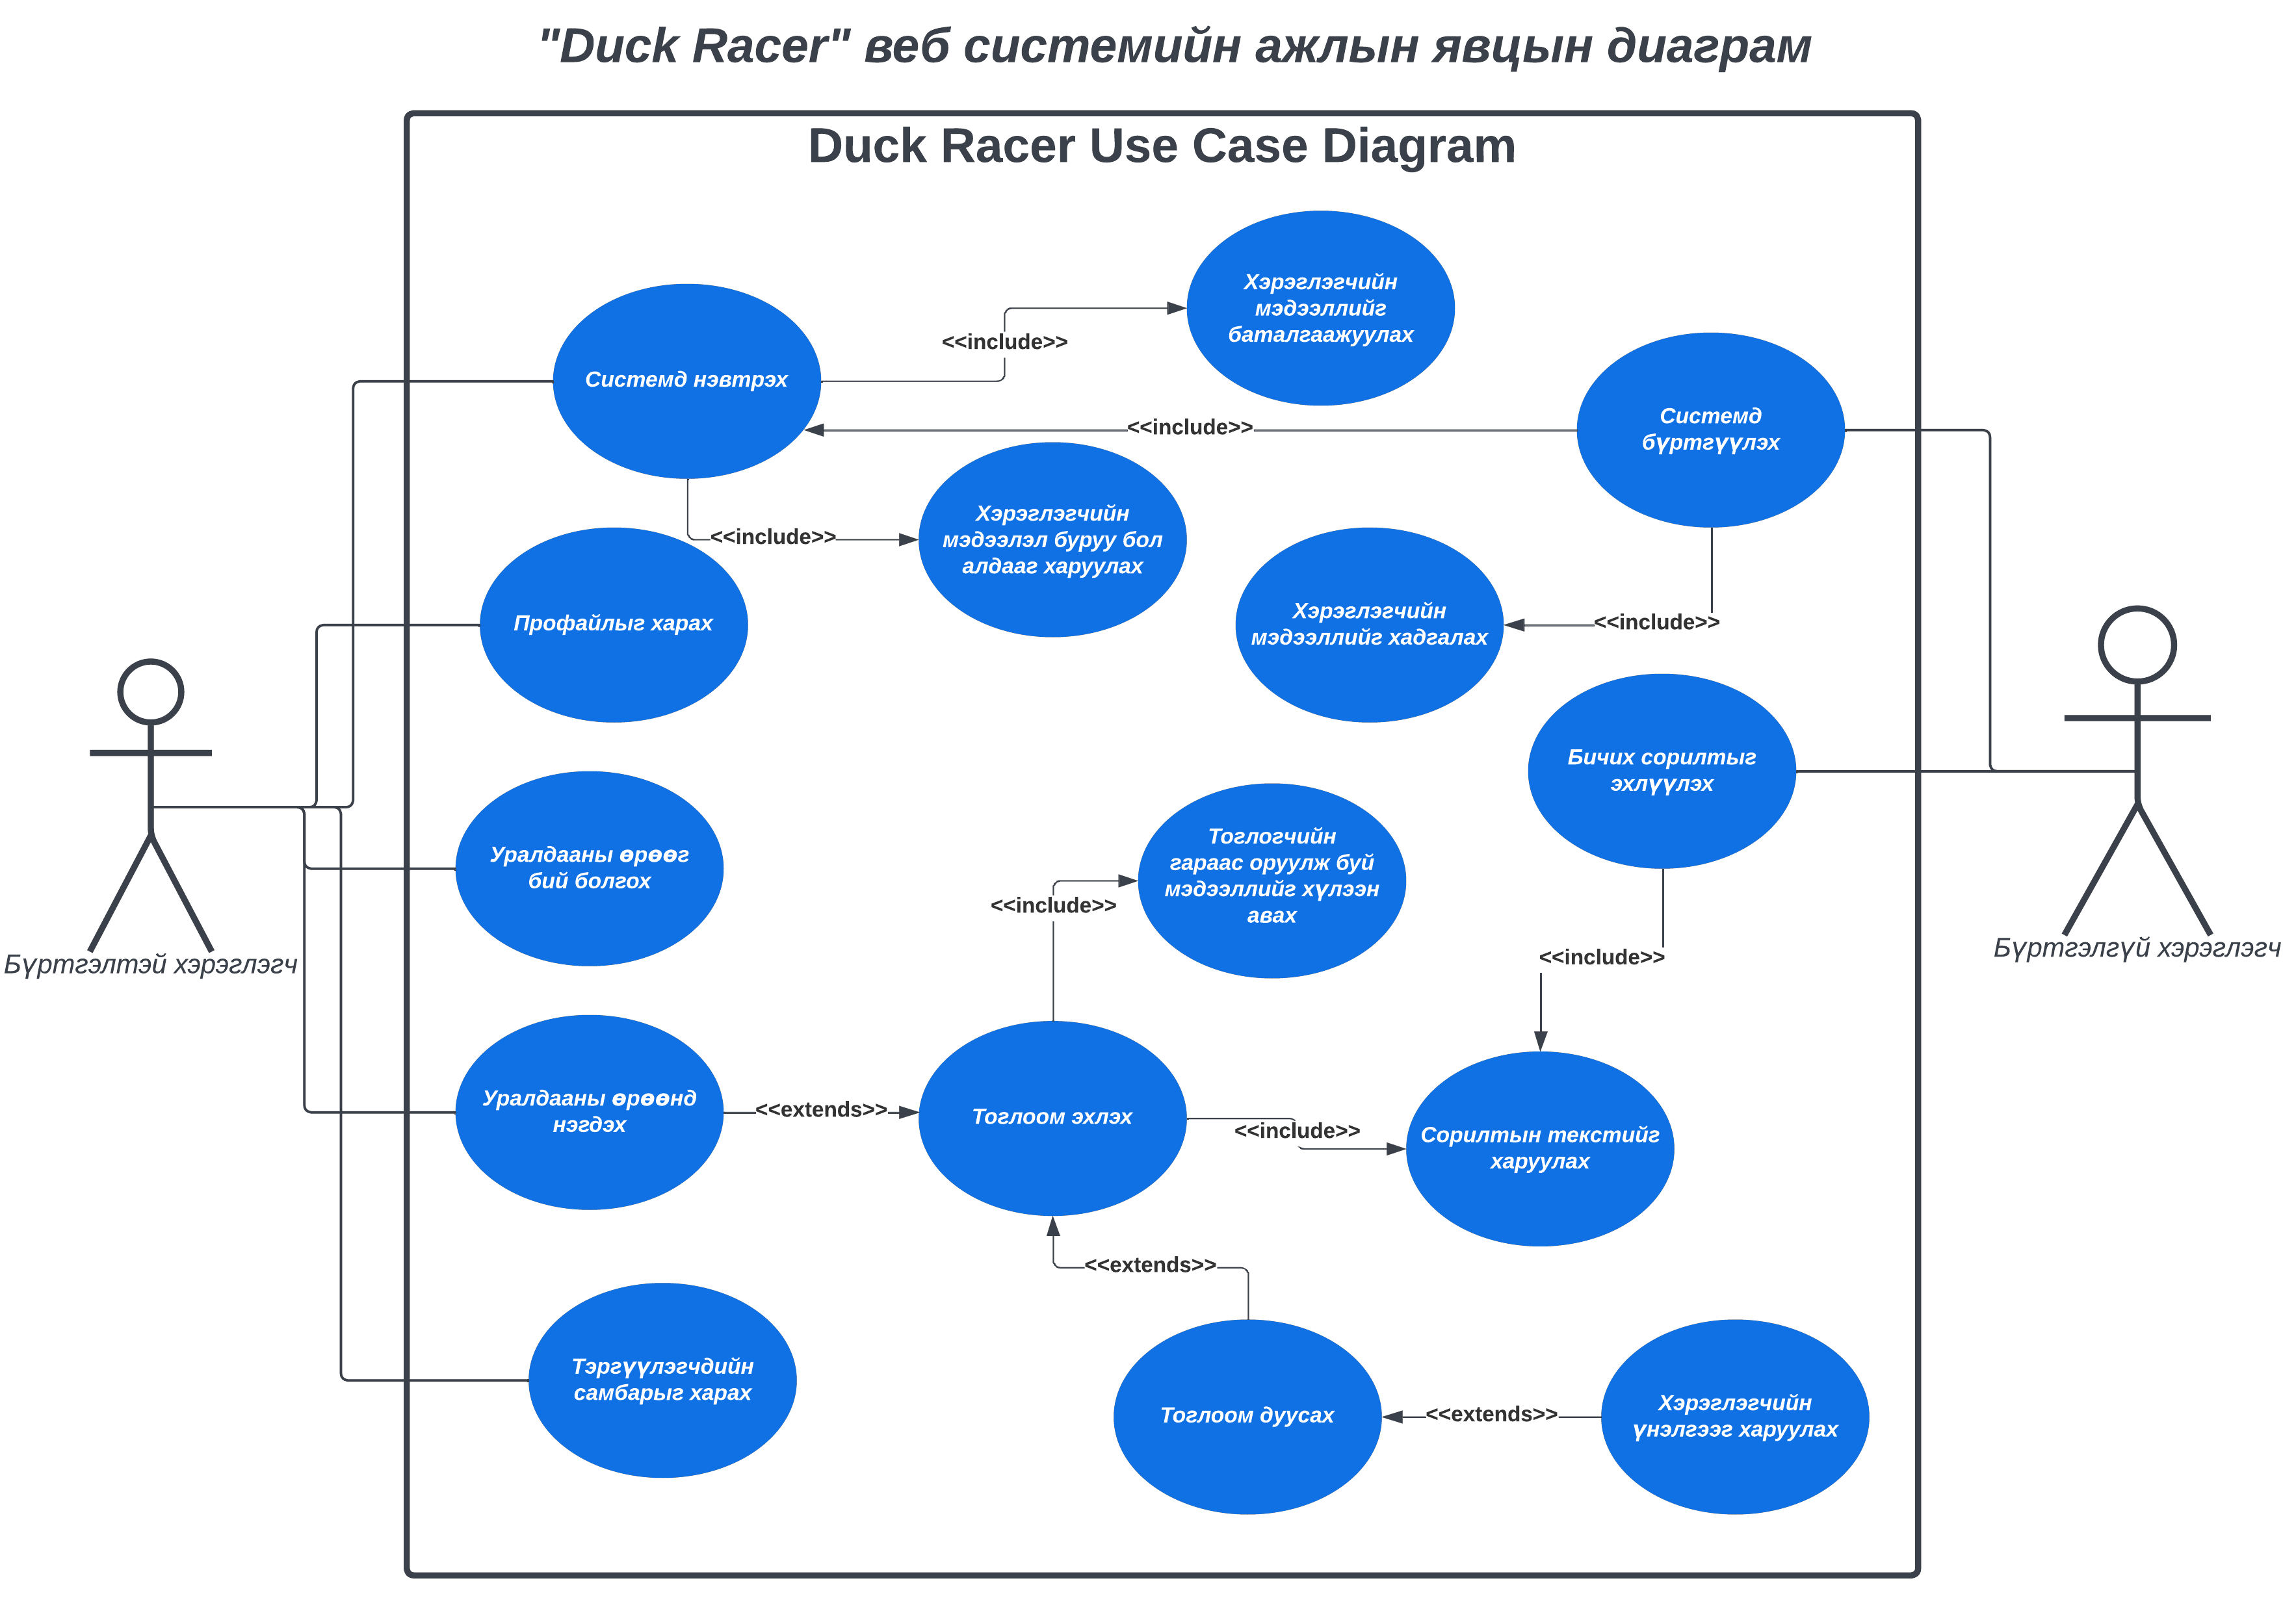 "Duck Racer" веб системийн ажлын явцын диаграм
Duck Racer Use Case Diagram
Хэрэглэгчийн
мэдээллийг
баталгаажуулах
<<include>>
Системд нэвтрэх
Системд
бүртгүүлэх
<<include>>
Хэрэглэгчийн
мэдээлэл буруу бол
алдааг харуулах
<<include>>
Профайлыг харах
Хэрэглэгчийн
мэдээллийг хадгалах
<<include>>
Бичих сорилтыг
эхлүүлэх
Уралдааны өрөөг
бий болгох
Тоглогчийн
гараас оруулж буй
мэдээллийг хүлээн
авах
<<include>>
Бүртгэлтэй хэрэглэгч
Бүртгэлгүй хэрэглэгч
<<include>>
Уралдааны өрөөнд
нэгдэх
<<extends>>
Тоглоом эхлэх
<<include>>
Сорилтын текстийг
харуулах
<<extends>>
Тэргүүлэгчдийн
самбарыг харах
Тоглоом дуусах
<<extends>>
Хэрэглэгчийн
үнэлгээг харуулах